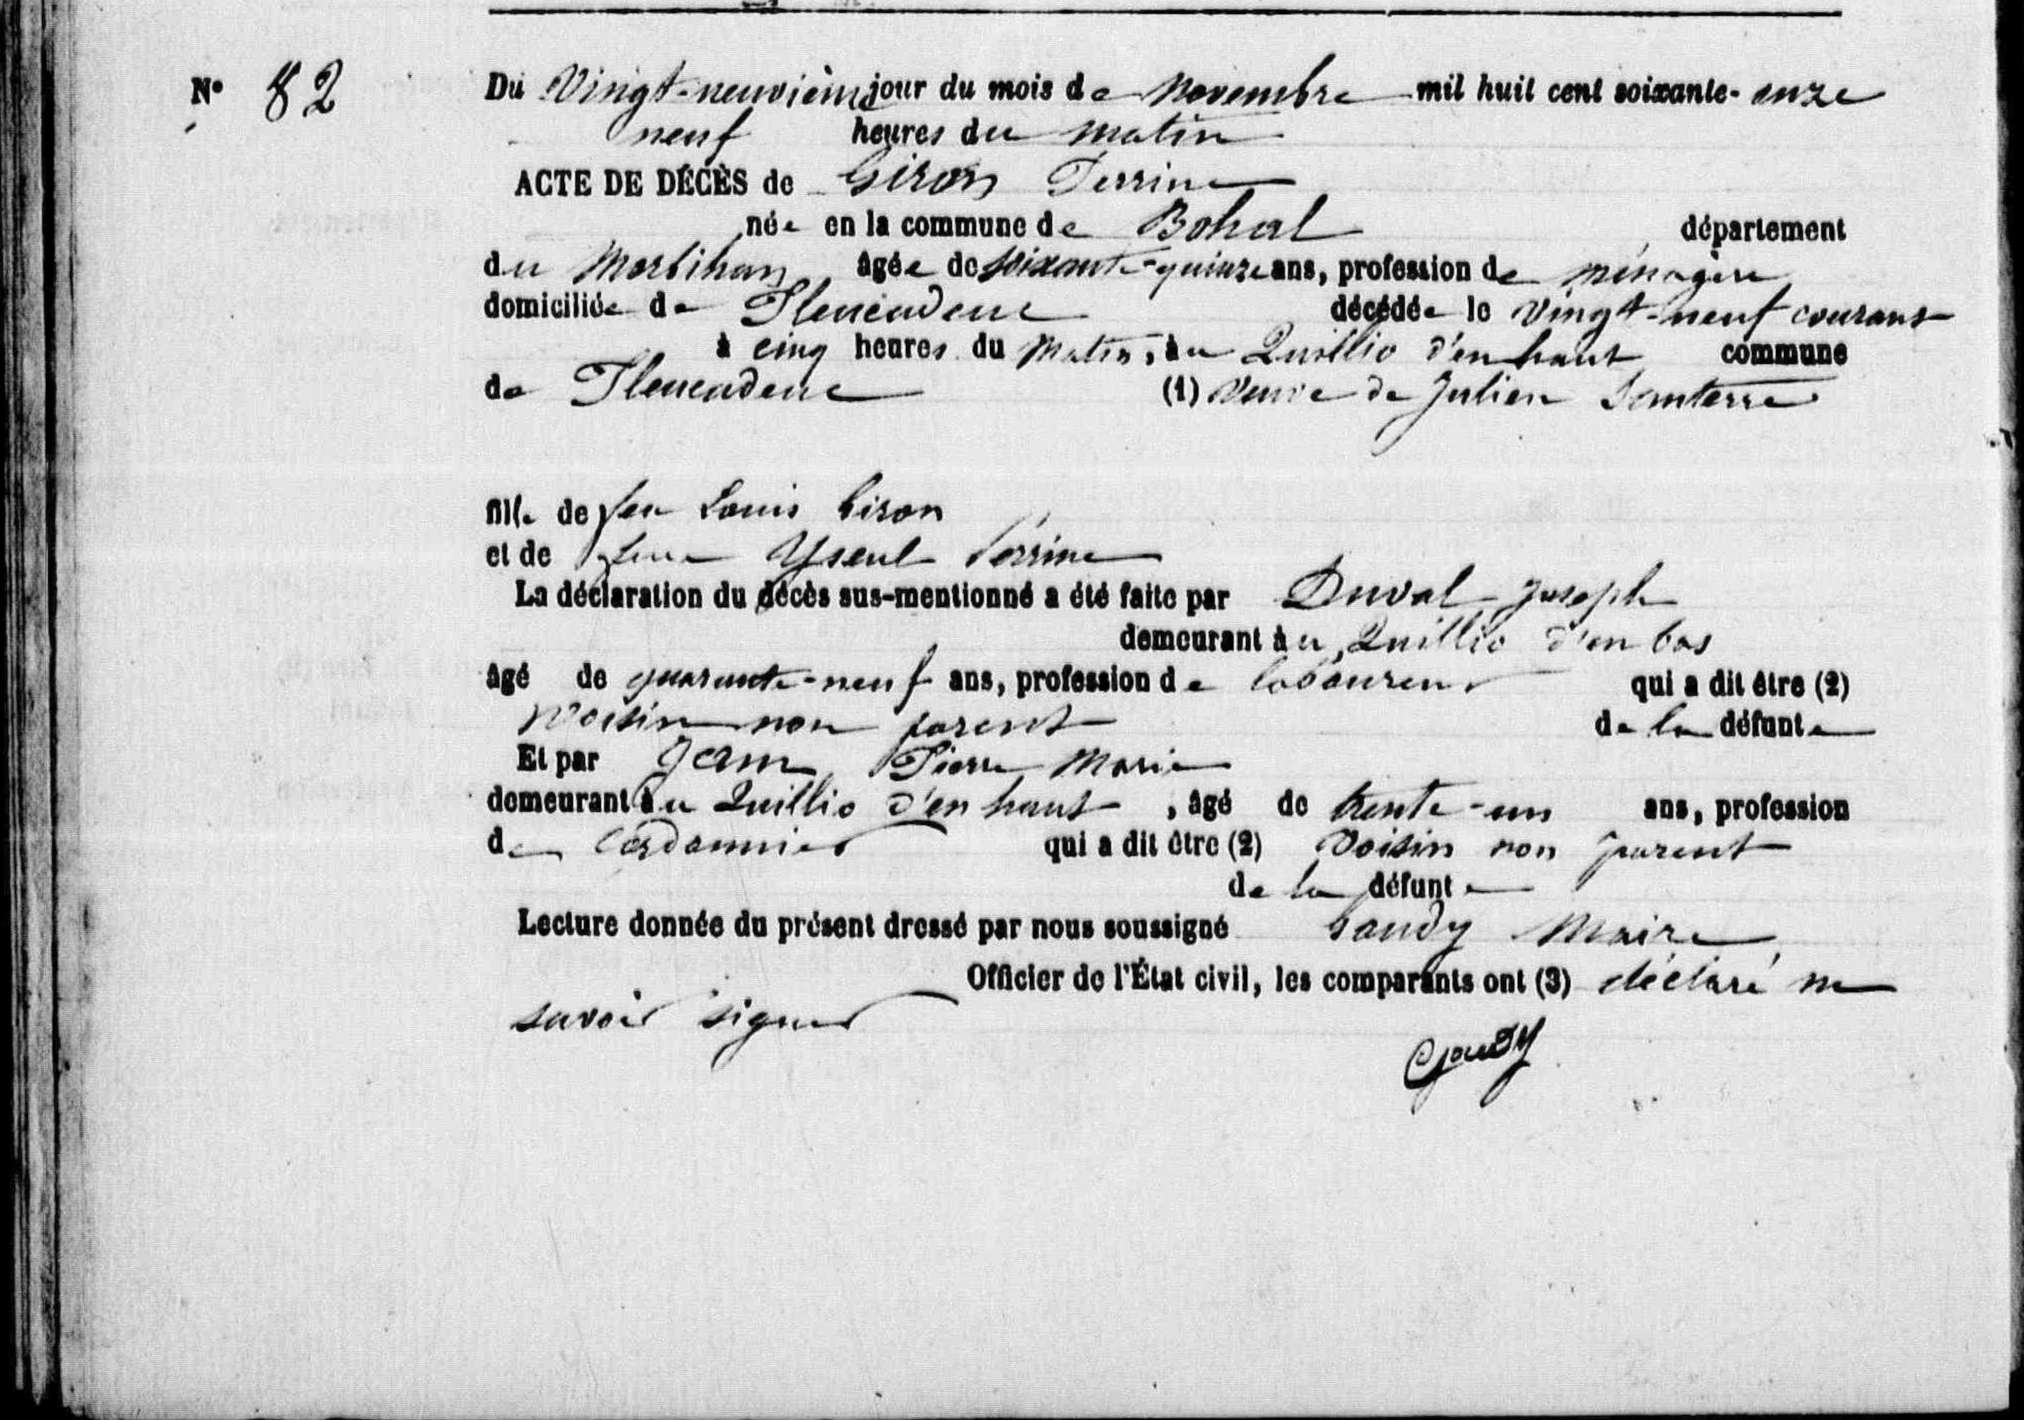 N° 82
Du Vingt-neuvième jour du mois de Novembre mil huit cent soixante-onze
neuf heures du matin
ACTE DE DÉCÈS de Giron Perrine
née en la commune de Bohal département
du Morbihan âgée de soixante-quinze ans, profession de ménagère
domiciliée de Pleucadeuc décédée le vingt-neuf courant
à cinq heures du matin, au Quillio d'en haut commune
de Pleucadeuc (1) veuve de Julien Santerre
fille de feu Louis Giron
et de feue Yseul Perrine
La déclaration du décès sus-mentionné a été faite par Duval Joseph
demeurant au Quillio d'en bas
âgé de quarante-neuf ans, profession de laboureur qui a dit être (2)
Voisin non parent de la défunte
Et par Jam Pierre Marie
demeurant au Quillio d'en haut, âgé de trente-un ans, profession
de Cordonnier qui a dit être (2) Voisin non parent
de la défunte
Lecture donnée du présent dressé par nous soussigné Gaudy Maire
Officier de l'État civil, les comparants ont (3) déclaré ne
savoir signer
Gaudy